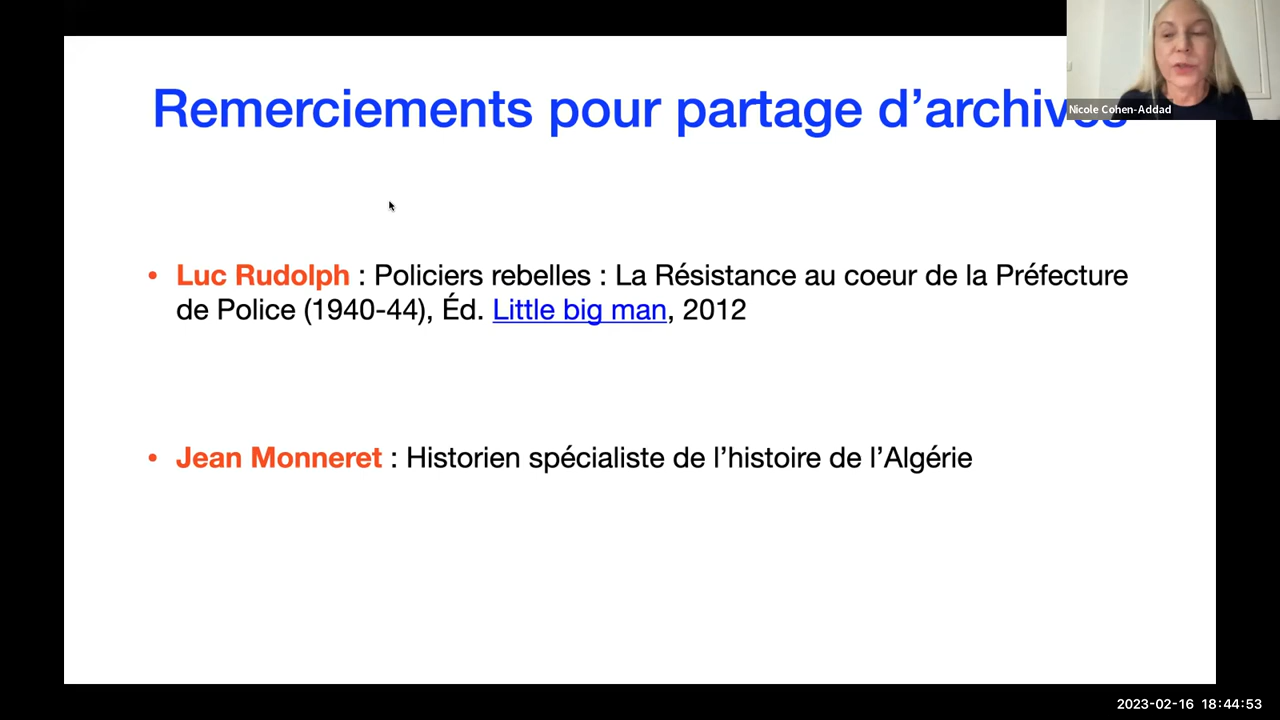 Remerciements pour partage d'archives
Nicole Cohen-Addad
• Luc Rudolph : Policiers rebelles : La Résistance au coeur de la Préfecture
de Police (1940-44), Éd. Little big man, 2012
• Jean Monneret : Historien spécialiste de l'histoire de l'Algérie
2023-02-16 18:44:53